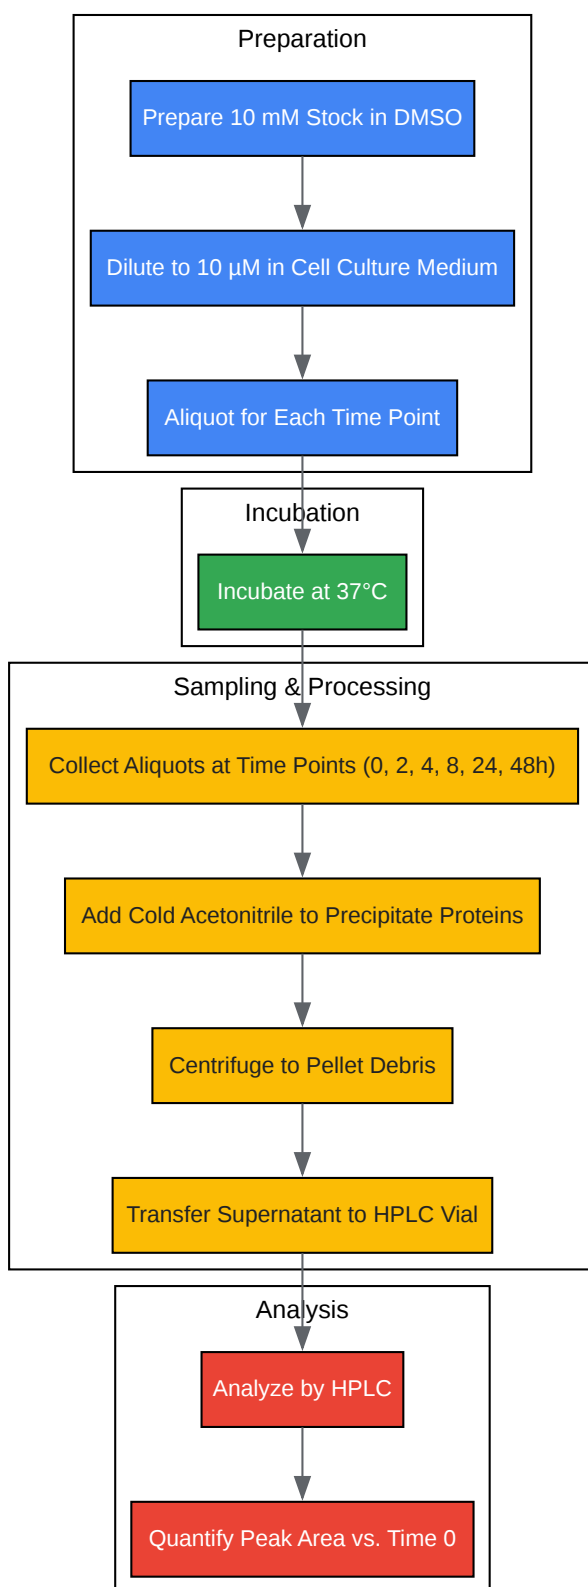 Preparation
Prepare 10 mM Stock in DMSO
Dilute to 10 µM in Cell Culture Medium
Aliquot for Each Time Point
Incubation
Incubate at 37°C
Sampling & Processing
Collect Aliquots at Time Points (0, 2, 4, 8, 24, 48h)
Add Cold Acetonitrile to Precipitate Proteins
Centrifuge to Pellet Debris
Transfer Supernatant to HPLC Vial
Analysis
Analyze by HPLC
Quantify Peak Area vs. Time 0